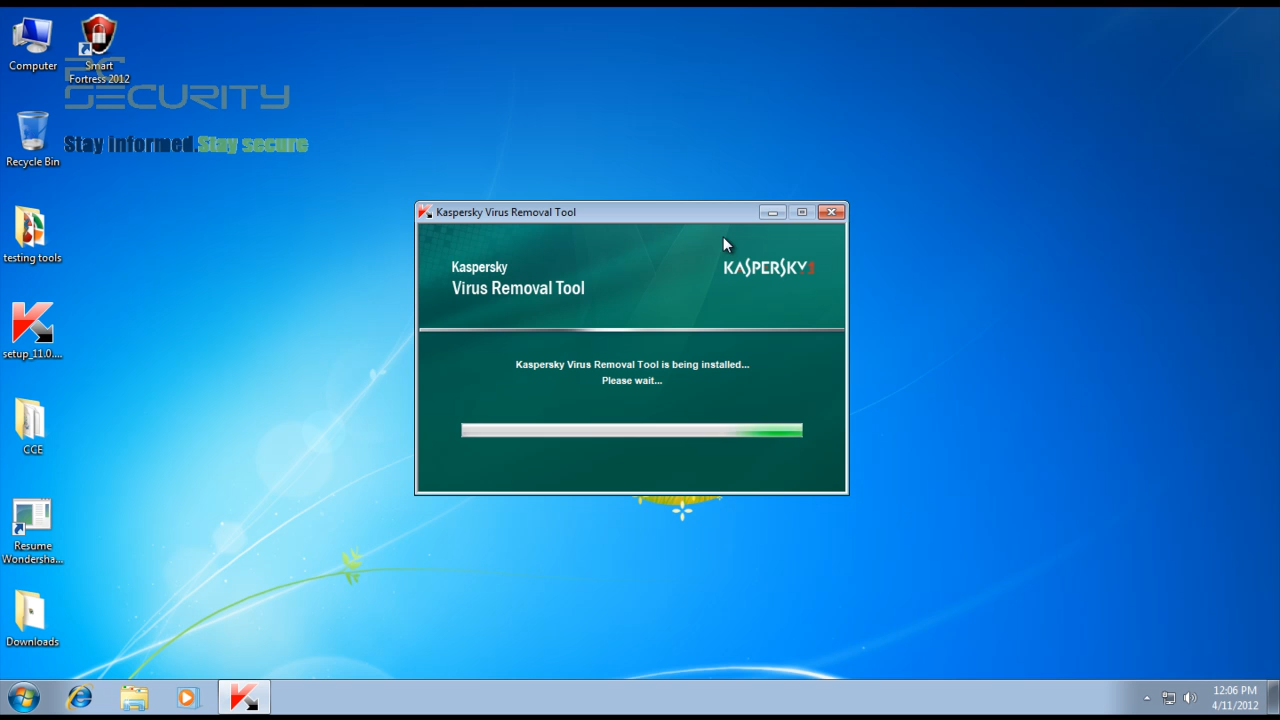 Computer
Smart
Fortress 2012
PC
SECURITY
Stay Informed.Stay secure
Recycle Bin
testing tools
setup_11.0....
CCE
Resume
Wondersha...
Downloads
Kaspersky Virus Removal Tool
Kaspersky
Virus Removal Tool
KASPERSKY
Kaspersky Virus Removal Tool is being installed...
Please wait...
12:06 PM
4/11/2012